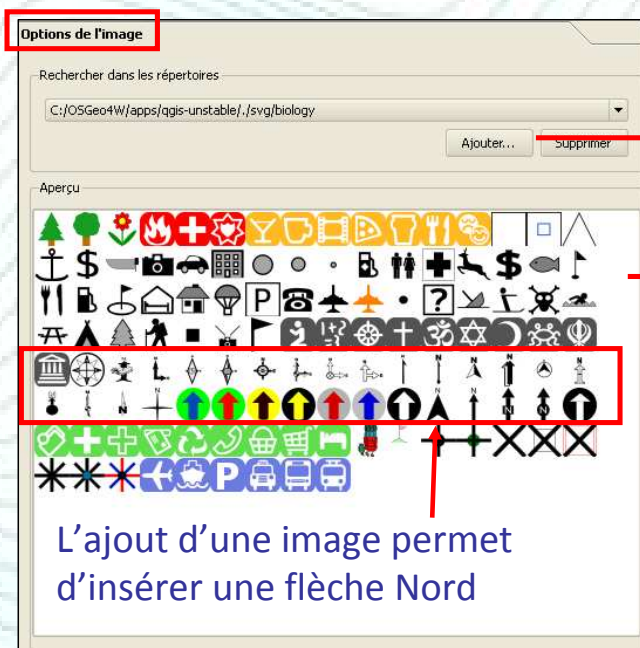 Options de l'image
Rechercher dans les répertoires
C:/OSGeo4W/apps/qgis-unstable/./svg/biology
Ajouter... Supprimer
Aperçu
L'ajout d'une image permet
d'insérer une flèche Nord